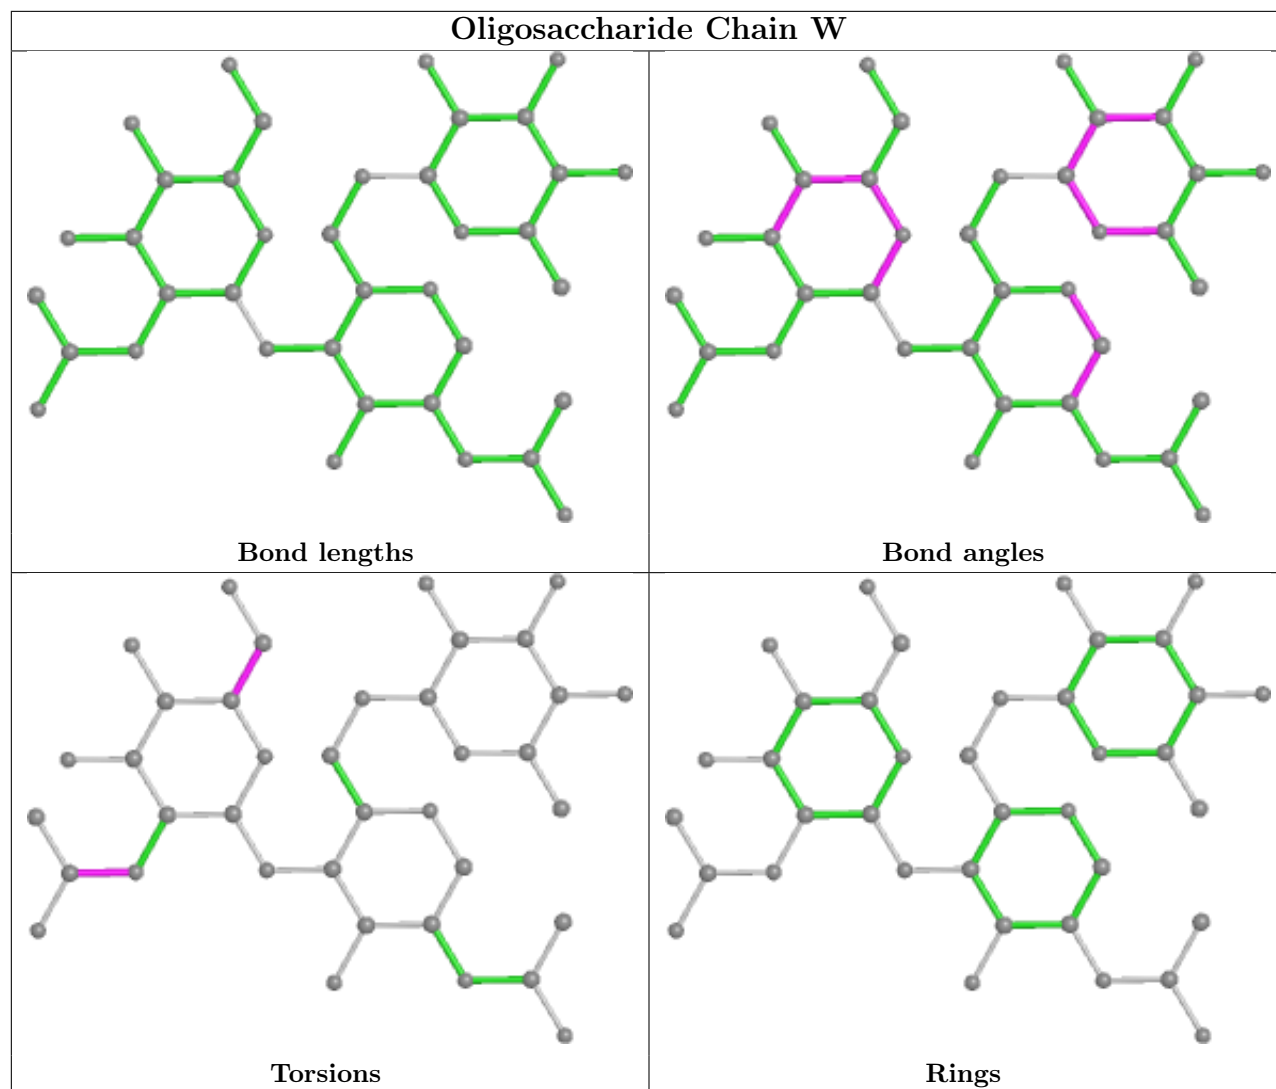 Oligosaccharide Chain W
Bond lengths
Bond angles
Torsions
Rings